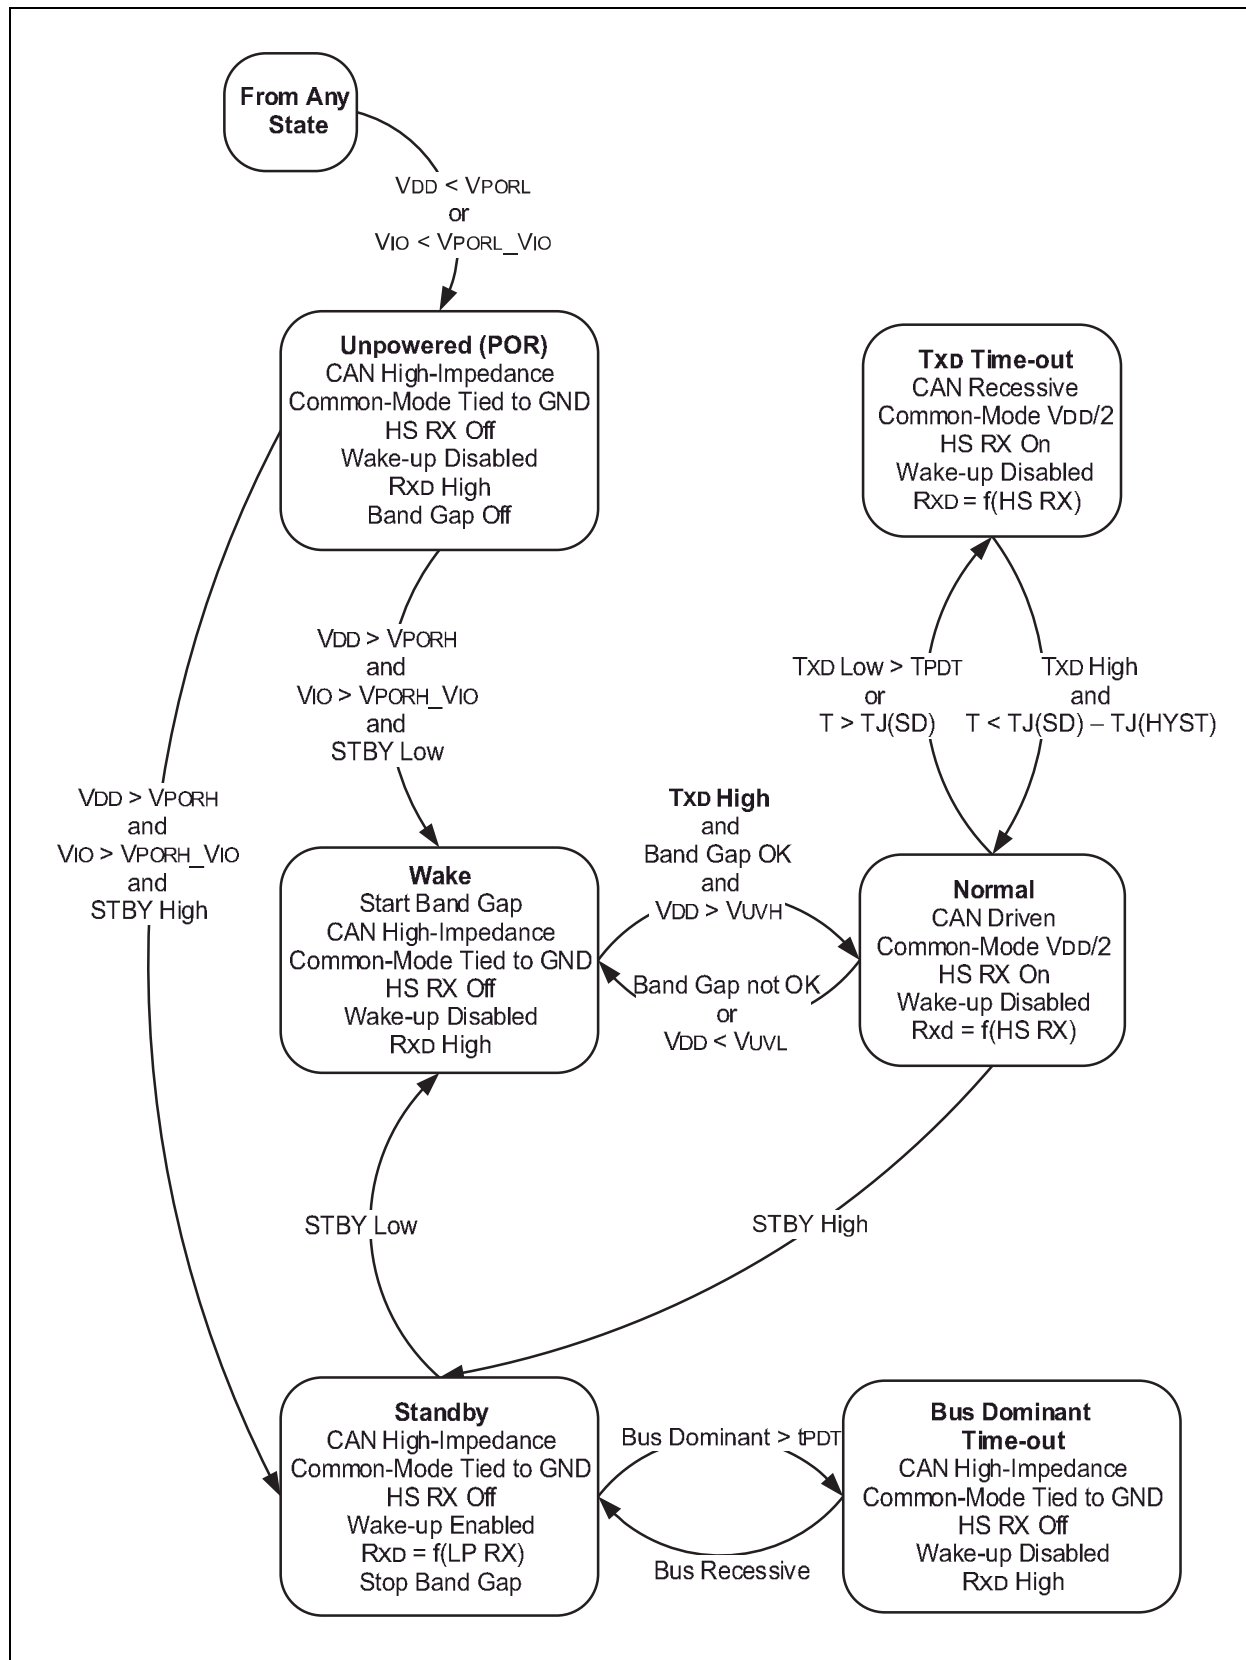 From Any
State
VDD < VPORL
or
VIO < VPORL_VIO
Unpowered (POR)
CAN High-Impedance
Common-Mode Tied to GND
HS RX Off
Wake-up Disabled
RXD High
Band Gap Off
TXD Time-out
CAN Recessive
Common-Mode VDD/2
HS RX On
Wake-up Disabled
RXD = f(HS RX)
VDD > VPORH
and
VIO > VPORH_VIO
and
STBY Low
TXD Low > TPDT
or
T > TJ(SD)
TXD High
and
T < TJ(SD) – TJ(HYST)
VDD > VPORH
and
VIO > VPORH_VIO
and
STBY High
TXD High
and
Band Gap OK
and
VDD > VUVH
Wake
Start Band Gap
CAN High-Impedance
Common-Mode Tied to GND
HS RX Off
Wake-up Disabled
RXD High
Band Gap not OK
or
VDD < VUVL
Normal
CAN Driven
Common-Mode VDD/2
HS RX On
Wake-up Disabled
Rxd = f(HS RX)
STBY Low
STBY High
Standby
CAN High-Impedance
Common-Mode Tied to GND
HS RX Off
Wake-up Enabled
RXD = f(LP RX)
Stop Band Gap
Bus Dominant > tPDT
Bus Recessive
Bus Dominant
Time-out
CAN High-Impedance
Common-Mode Tied to GND
HS RX Off
Wake-up Disabled
RXD High